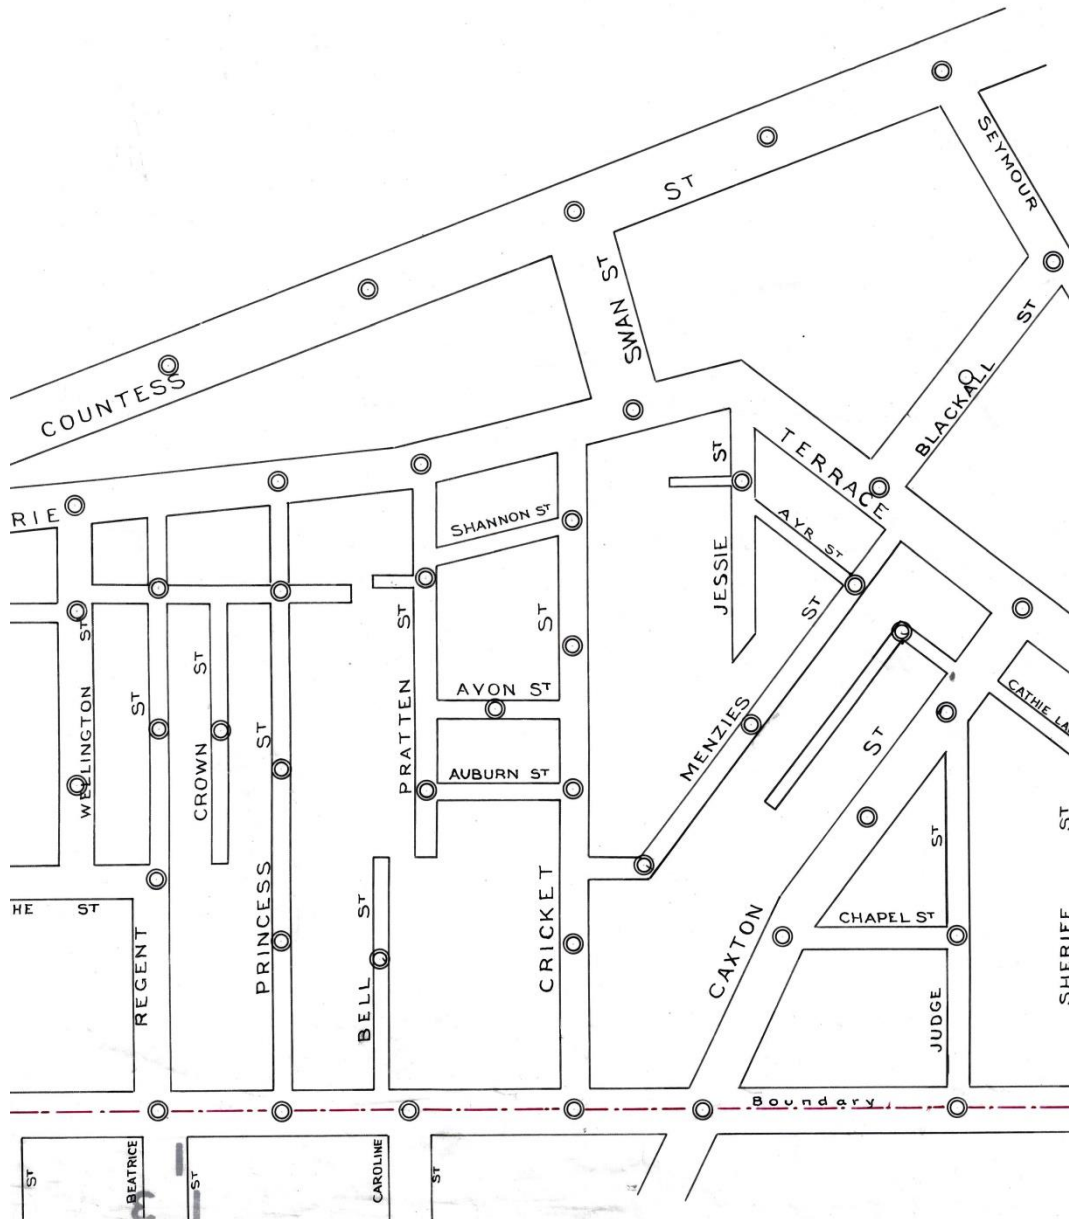 SEYMOUR
ST
SWAN ST
COUNTESS
BLACKALL ST
TERRACE
RIE
SHANNON ST
JESSIE ST
AYR ST
WELLINGTON ST
REGENT ST
CROWN ST
PRINCESS ST
PRATTEN ST
AVON ST
AUBURN ST
CRICKET ST
MENZIES ST
CAXTON ST
CATHIE LA
HE ST
BELL ST
CHAPEL ST
JUDGE ST
SHERIFF ST
Boundary
ST
BEATRICE ST
CAROLINE ST